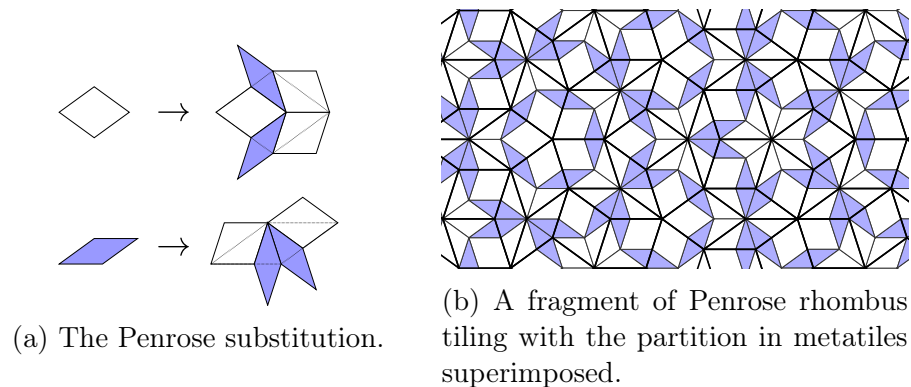 (a) The Penrose substitution.
(b) A fragment of Penrose rhombus
tiling with the partition in metatiles
superimposed.